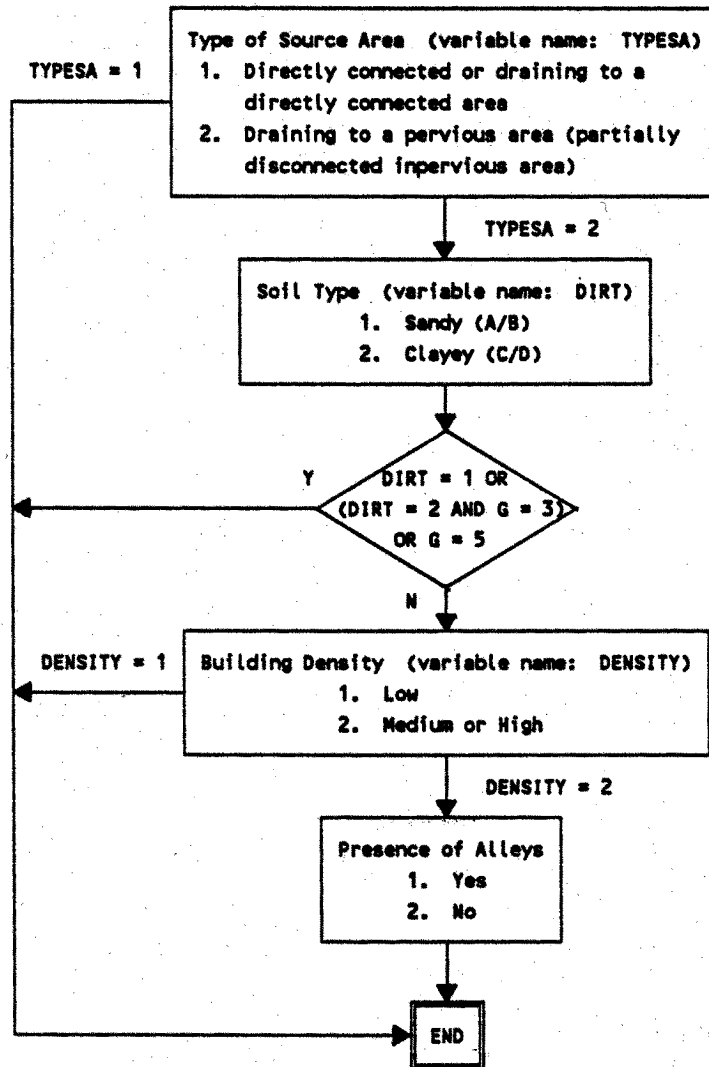 Type of Source Area (variable name: TYPESA)
1. Directly connected or draining to a
directly connected area
2. Draining to a pervious area (partially
disconnected inpervious area)
TYPESA = 1
TYPESA = 2
Soil Type (variable name: DIRT)
1. Sandy (A/B)
2. Clayey (C/D)
Y
DIRT = 1 OR
(DIRT = 2 AND G = 3)
OR G = 5
N
DENSITY = 1
Building Density (variable name: DENSITY)
1. Low
2. Medium or High
DENSITY = 2
Presence of Alleys
1. Yes
2. No
END